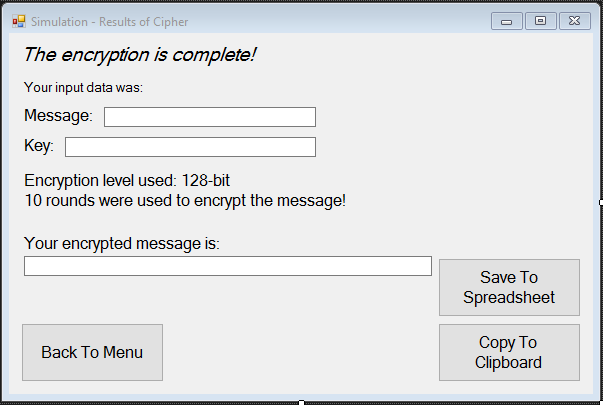 Simulation - Results of Cipher
The encryption is complete!
Your input data was:
Message:
Key:
Encryption level used: 128-bit
10 rounds were used to encrypt the message!
Your encrypted message is:
Save To
Spreadsheet
Back To Menu
Copy To
Clipboard